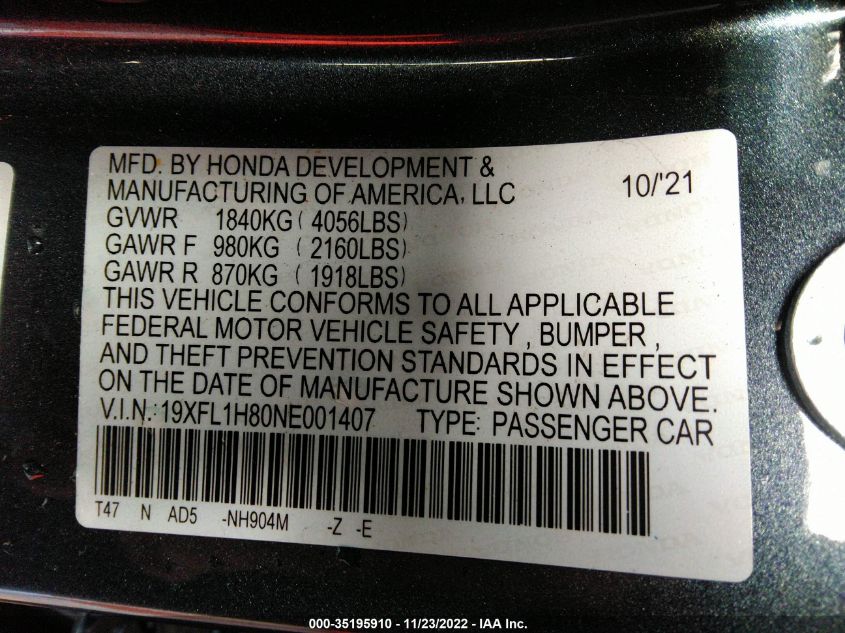 MFD. BY HONDA DEVELOPMENT &
MANUFACTURING OF AMERICA, LLC 10/'21
GVWR 1840KG ( 4056LBS)
GAWR F 980KG ( 2160LBS)
GAWR R 870KG ( 1918LBS)
THIS VEHICLE CONFORMS TO ALL APPLICABLE
FEDERAL MOTOR VEHICLE SAFETY , BUMPER ,
AND THEFT PREVENTION STANDARDS IN EFFECT
ON THE DATE OF MANUFACTURE SHOWN ABOVE.
V.I.N.: 19XFL1H80NE001407 TYPE: PASSENGER CAR
T47 N AD5 -NH904M -Z -E
000-35195910 - 11/23/2022 - IAA Inc.